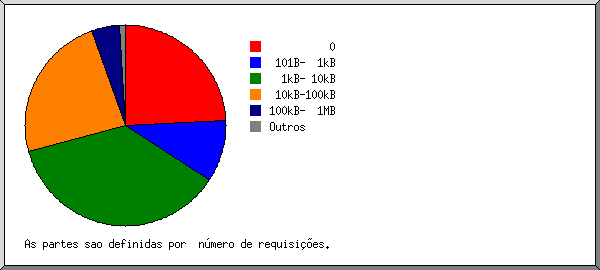 0
101B- 1kB
1kB- 10kB
10kB-100kB
100kB- 1MB
Outros
As partes sao definidas por número de requisições.